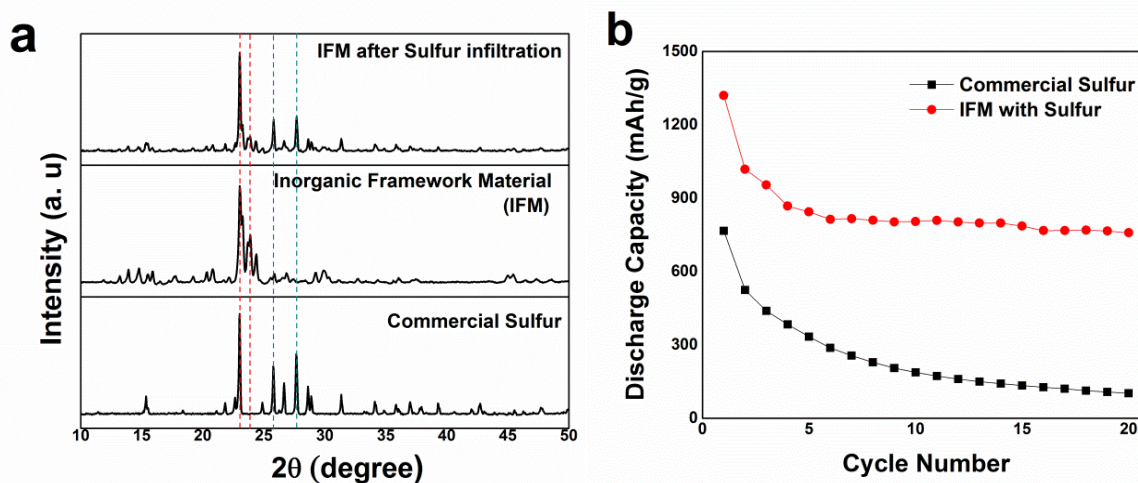 a
IFM after Sulfur infiltration
Inorganic Framework Material
(IFM)
Commercial Sulfur
Intensity (a. u)
10 15 20 25 30 35 40 45 50
2θ (degree)
b
1500
1200
900
600
300
0
Discharge Capacity (mAh/g)
Commercial Sulfur
IFM with Sulfur
0 5 10 15 20
Cycle Number